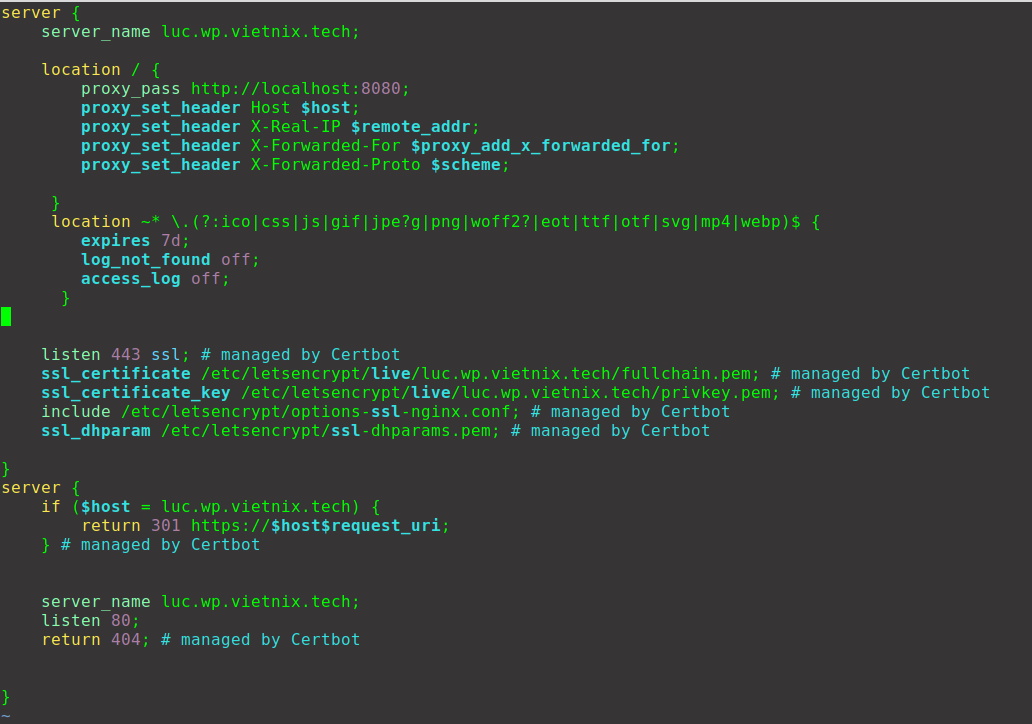 server {
    server_name luc.wp.vietnix.tech;
    location / {
        proxy_pass http://localhost:8080;
        proxy_set_header Host $host;
        proxy_set_header X-Real-IP $remote_addr;
        proxy_set_header X-Forwarded-For $proxy_add_x_forwarded_for;
        proxy_set_header X-Forwarded-Proto $scheme;
     }
     location ~* \.(?:ico|css|js|gif|jpe?g|png|woff2?|eot|ttf|otf|svg|mp4|webp)$ {
        expires 7d;
        log_not_found off;
        access_log off;
      }
    listen 443 ssl; # managed by Certbot
    ssl_certificate /etc/letsencrypt/live/luc.wp.vietnix.tech/fullchain.pem; # managed by Certbot
    ssl_certificate_key /etc/letsencrypt/live/luc.wp.vietnix.tech/privkey.pem; # managed by Certbot
    include /etc/letsencrypt/options-ssl-nginx.conf; # managed by Certbot
    ssl_dhparam /etc/letsencrypt/ssl-dhparams.pem; # managed by Certbot
}
server {
    if ($host = luc.wp.vietnix.tech) {
        return 301 https://$host$request_uri;
    } # managed by Certbot
    server_name luc.wp.vietnix.tech;
    listen 80;
    return 404; # managed by Certbot
}
~